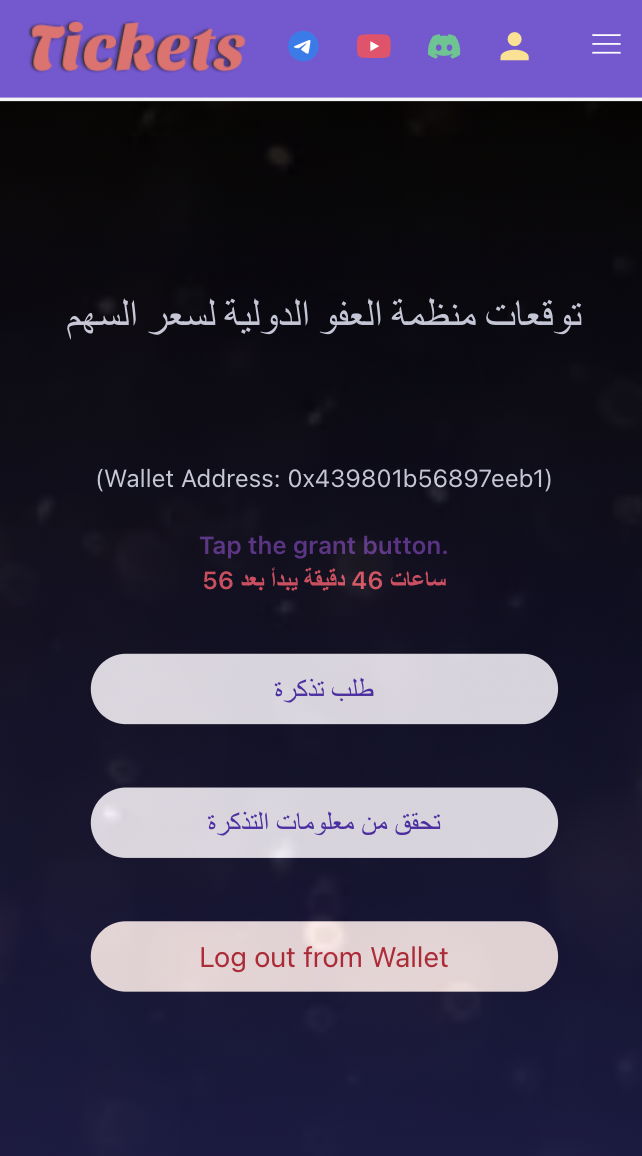 Tickets
توقعات منظمة العفو الدولية لسعر السهم
(Wallet Address: 0x439801b56897eeb1)
Tap the grant button.
ساعات 46 دقيقة يبدأ بعد 56
طلب تذكرة
تحقق من معلومات التذكرة
Log out from Wallet